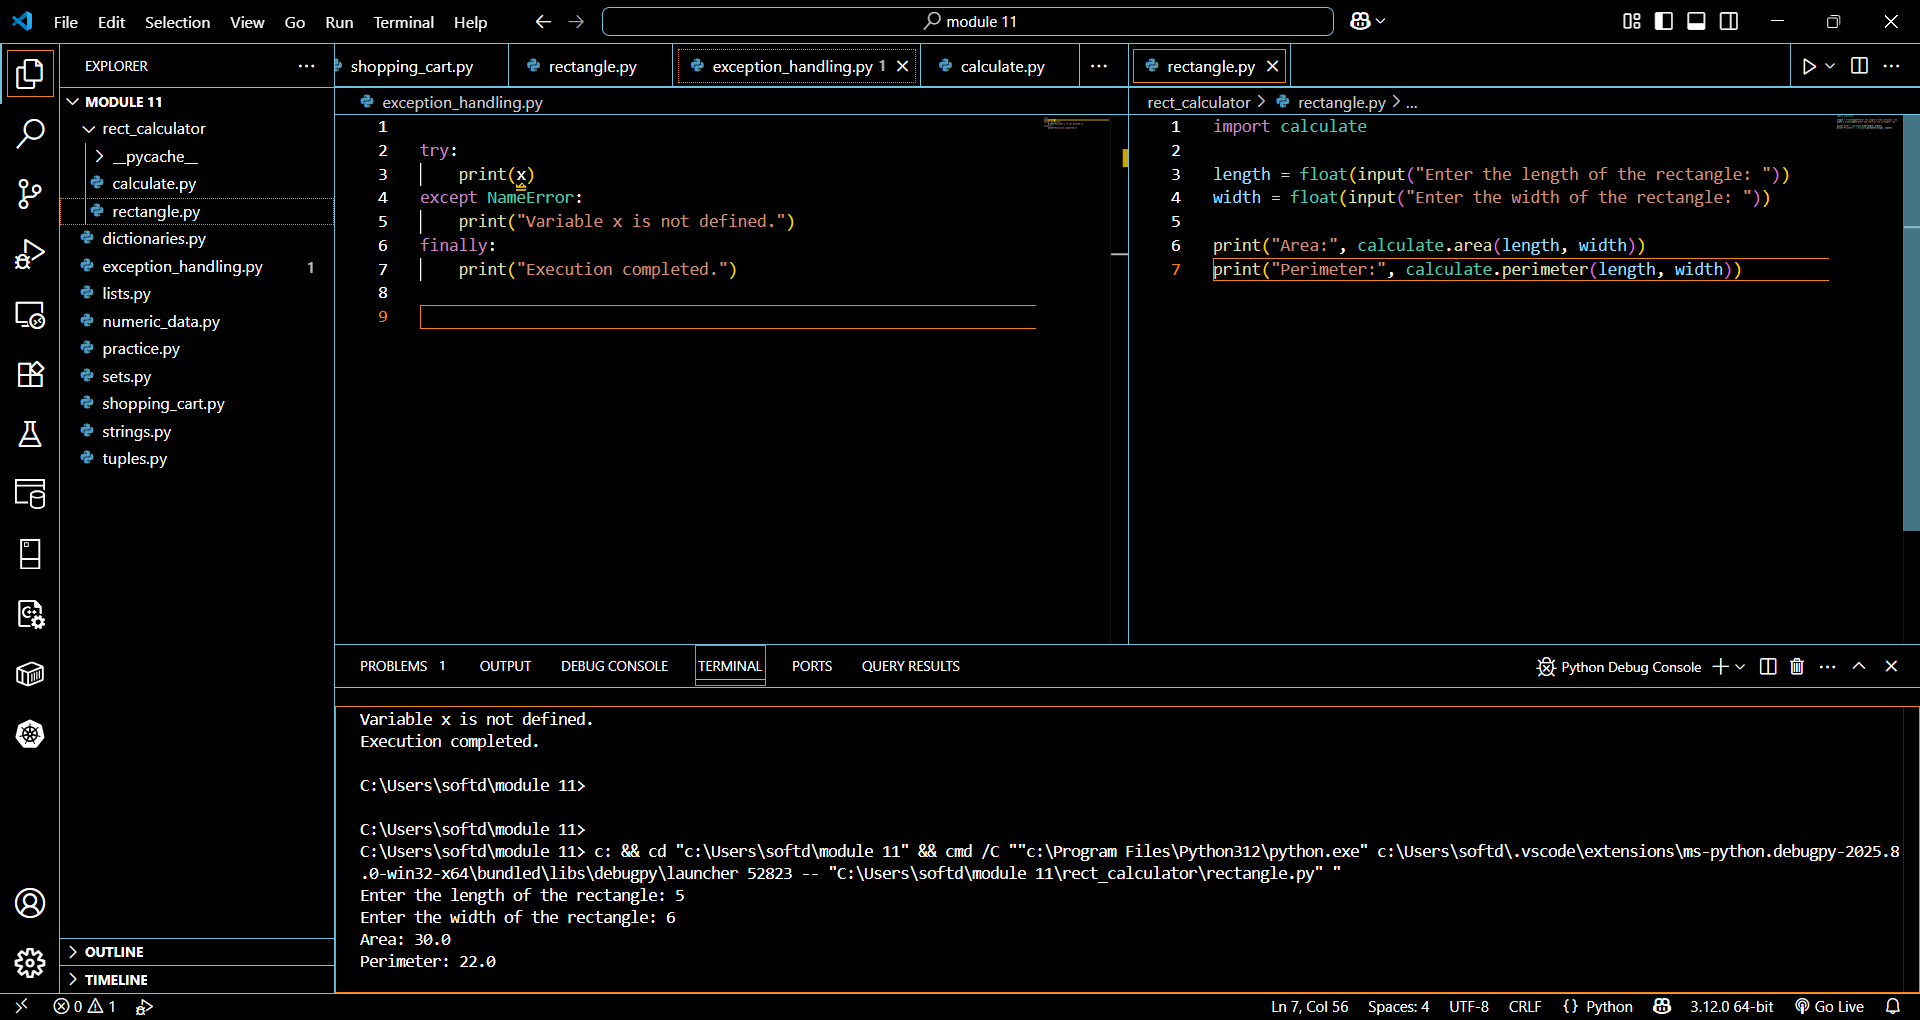 File Edit Selection View Go Run Terminal Help
module 11
EXPLORER
MODULE 11
rect_calculator
__pycache__
calculate.py
rectangle.py
dictionaries.py
exception_handling.py 1
lists.py
numeric_data.py
practice.py
sets.py
shopping_cart.py
strings.py
tuples.py
OUTLINE
TIMELINE
shopping_cart.py rectangle.py exception_handling.py 1 calculate.py
exception_handling.py
1
2 try:
3 print(x)
4 except NameError:
5 print("Variable x is not defined.")
6 finally:
7 print("Execution completed.")
8
9
rectangle.py
rect_calculator > rectangle.py > ...
1 import calculate
2
3 length = float(input("Enter the length of the rectangle: "))
4 width = float(input("Enter the width of the rectangle: "))
5
6 print("Area:", calculate.area(length, width))
7 print("Perimeter:", calculate.perimeter(length, width))
PROBLEMS 1 OUTPUT DEBUG CONSOLE TERMINAL PORTS QUERY RESULTS
Python Debug Console
Variable x is not defined.
Execution completed.
C:\Users\softd\module 11>
C:\Users\softd\module 11>
C:\Users\softd\module 11> c: && cd "c:\Users\softd\module 11" && cmd /C ""c:\Program Files\Python312\python.exe" c:\Users\softd\.vscode\extensions\ms-python.debugpy-2025.8
.0-win32-x64\bundled\libs\debugpy\launcher 52823 -- "C:\Users\softd\module 11\rect_calculator\rectangle.py" "
Enter the length of the rectangle: 5
Enter the width of the rectangle: 6
Area: 30.0
Perimeter: 22.0
0 1
Ln 7, Col 56 Spaces: 4 UTF-8 CRLF {} Python 3.12.0 64-bit Go Live